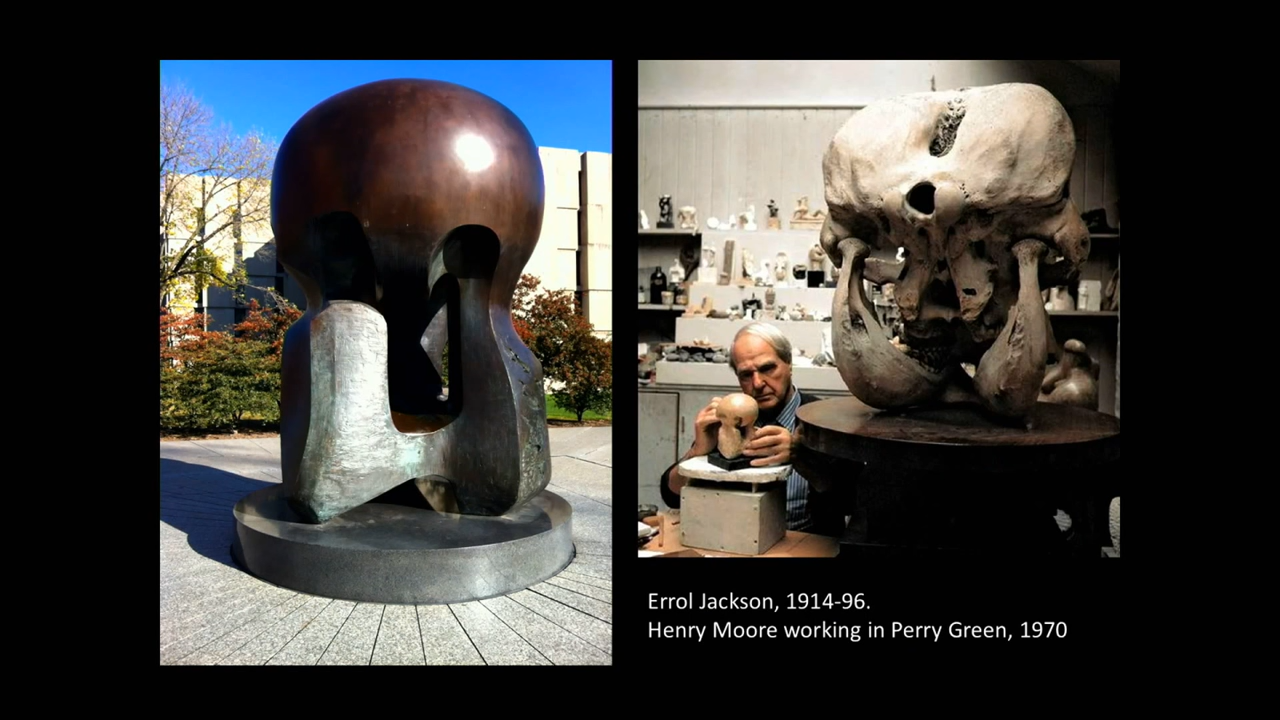 Errol Jackson, 1914-96.
Henry Moore working in Perry Green, 1970